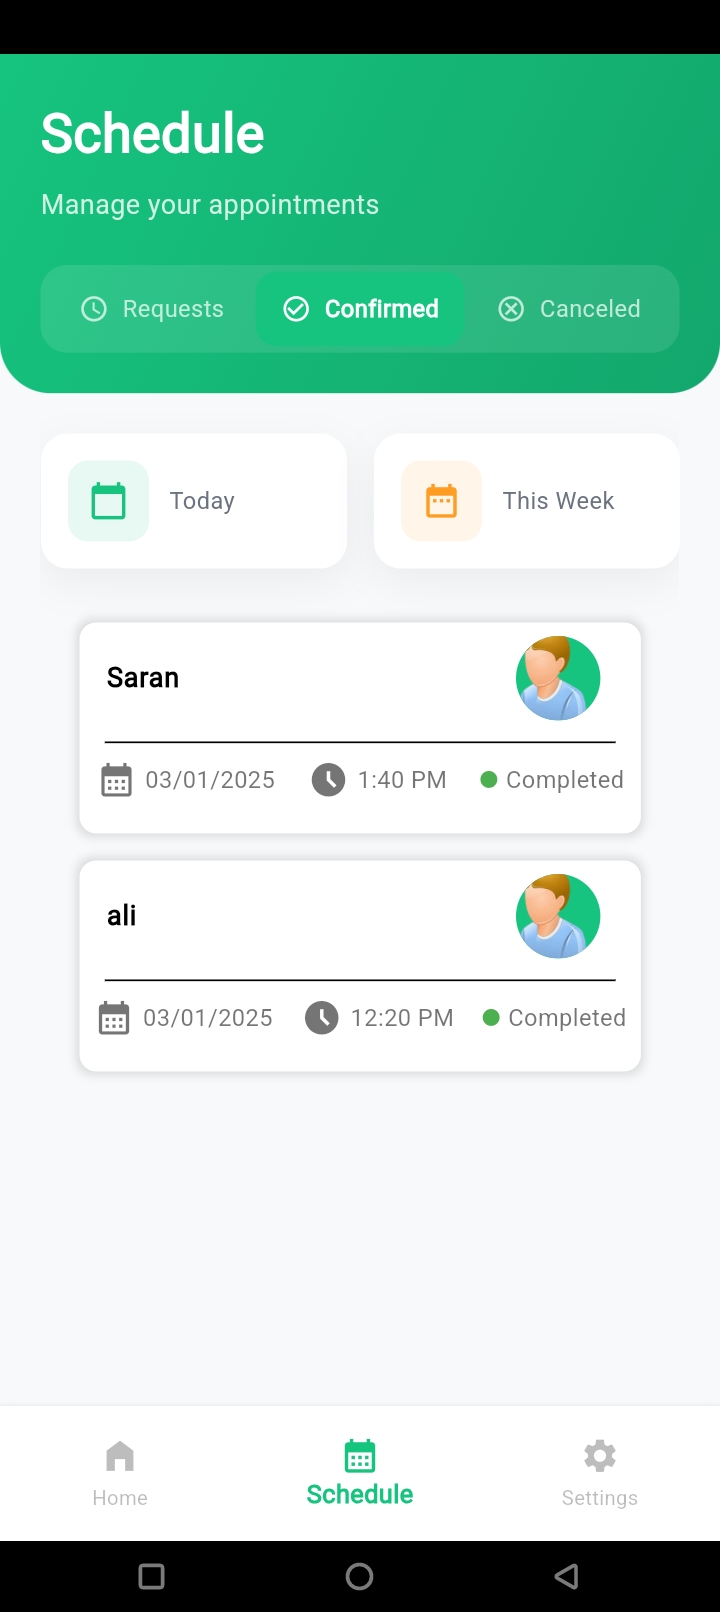 Schedule
Manage your appointments
Requests Confirmed Canceled
Today This Week
Saran
03/01/2025 1:40 PM Completed
ali
03/01/2025 12:20 PM Completed
Home Schedule Settings